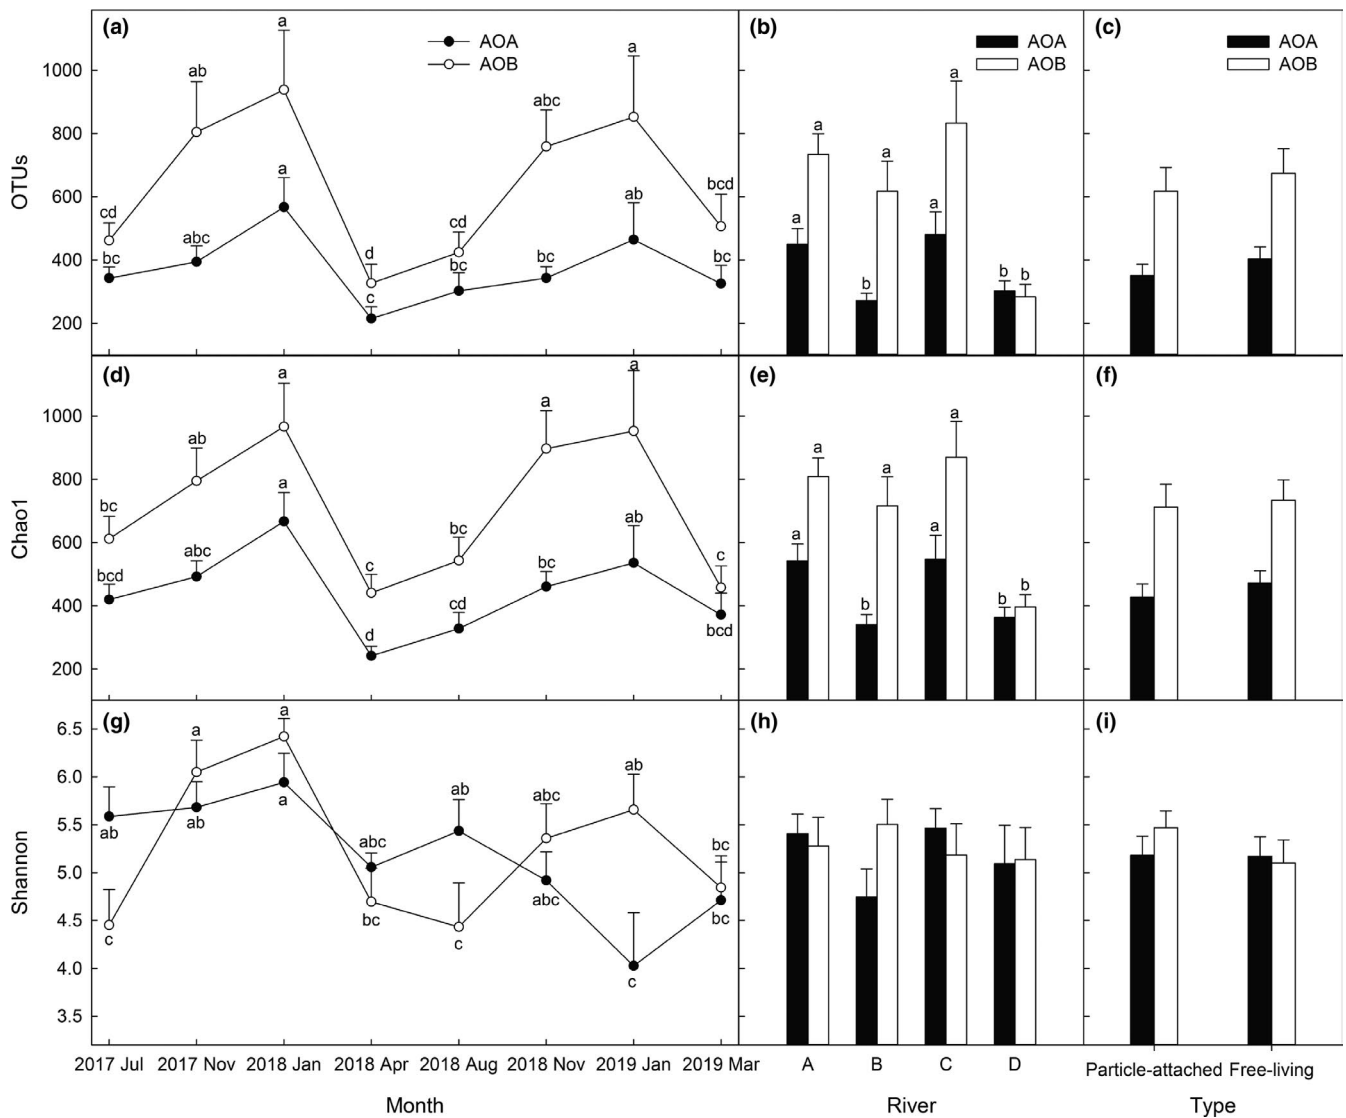 (a)
AOA
AOB
OTUs
1000
800
600
400
200
cd
bc
ab
abc
a
a
d
c
cd
bc
abc
bc
a
ab
bcd
bc
(b)
AOA
AOB
a
a
b
a
a
a
b
b
(c)
AOA
AOB
(d)
Chao1
1000
800
600
400
200
bc
bcd
ab
abc
a
a
c
d
bc
cd
a
bc
a
ab
c
bcd
(e)
a
a
b
a
a
a
b
b
(f)
(g)
Shannon
6.5
6.0
5.5
5.0
4.5
4.0
3.5
ab
c
a
ab
a
a
abc
bc
ab
c
abc
abc
ab
c
bc
bc
(h)
(i)
2017 Jul 2017 Nov 2018 Jan 2018 Apr 2018 Aug 2018 Nov 2019 Jan 2019 Mar
Month
A B C D
River
Particle-attached Free-living
Type